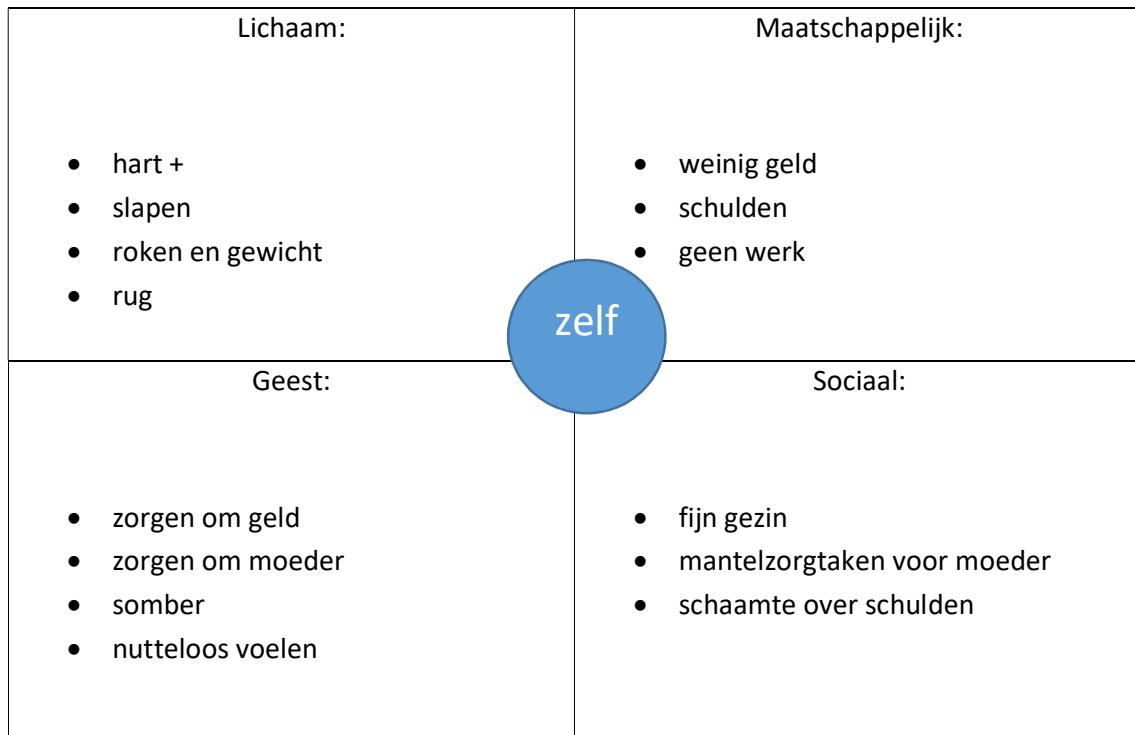 Lichaam:
• hart +
• slapen
• roken en gewicht
• rug
Maatschappelijk:
• weinig geld
• schulden
• geen werk
zelf
Geest:
• zorgen om geld
• zorgen om moeder
• somber
• nutteloos voelen
Sociaal:
• fijn gezin
• mantelzorgtaken voor moeder
• schaamte over schulden